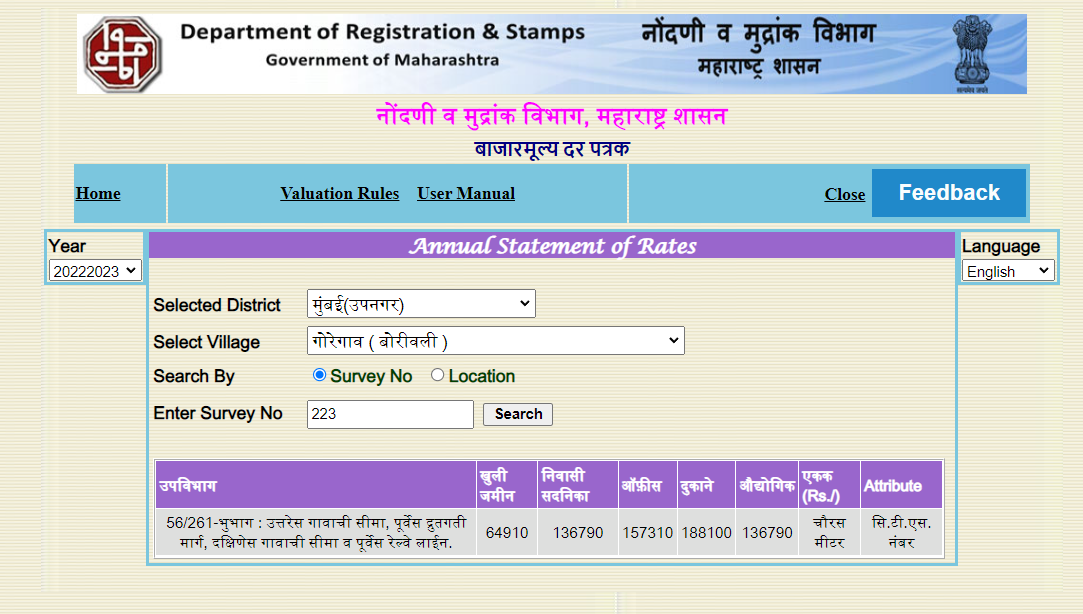 Department of Registration & Stamps
Government of Maharashtra
नोंदणी व मुद्रांक विभाग
महाराष्ट्र शासन
नोंदणी व मुद्रांक विभाग, महाराष्ट्र शासन
बाजारमूल्य दर पत्रक
Home Valuation Rules User Manual Close Feedback
Year
20222023
Annual Statement of Rates
Language
English
Selected District मुंबई(उपनगर)
Select Village गोरेगाव ( बोरीवली )
Search By Survey No Location
Enter Survey No 223 Search
उपविभाग खुली जमीन निवासी सदनिका ऑफ़ीस दुकाने औद्योगिक एकक (Rs./) Attribute
56/261-भुभाग : उत्तरेस गावाची सीमा, पूर्वेस द्रुतगती
मार्ग, दक्षिणेस गावाची सीमा व पूर्वेस रेल्वे लाईन.
64910 136790 157310 188100 136790 चौरस मीटर सि.टी.एस. नंबर